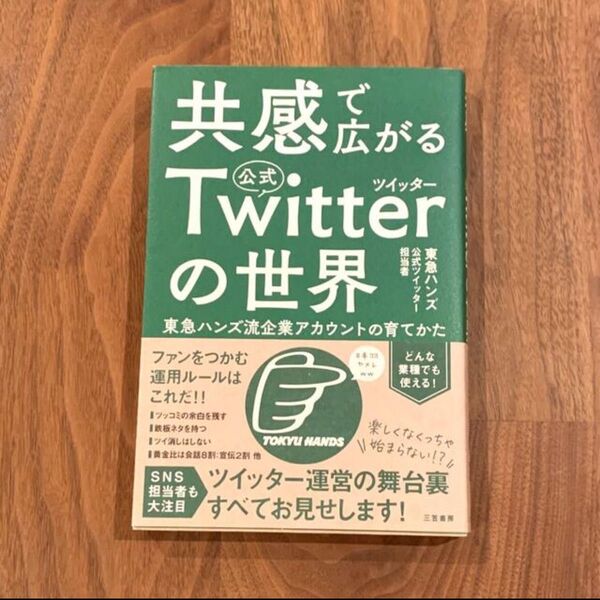 共感で
広がる
公式
ツイッター
Twitter
の世界
東急ハンズ
公式ツイッター
担当者
東急ハンズ流企業アカウントの育てかた
ファンをつかむ
運用ルールは
これだ!!
ツッコミの余白を残す
鉄板ネタを持つ
ツイ消しはしない
黄金比は会話8割:宣伝2割 他
ヤメレ
ww
どんな
業種でも
使える!
TOKYU HANDS
楽しくなくっちゃ
始まらない!?
SNS
担当者も
大注目
ツイッター運営の舞台裏
すべてお見せします!
三笠書房